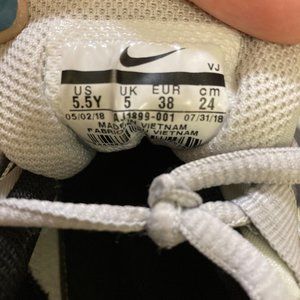 VJ
US UK EUR cm
5.5Y 5 38 24
05/02/18 AJ1899-001 07/31/18
MADE VIETNAM
VIETNAM